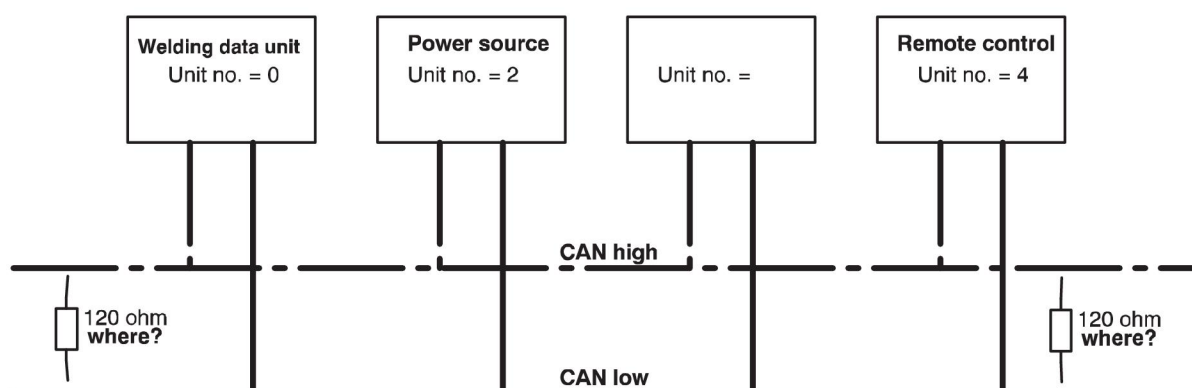 Welding data unit
Unit no. = 0
Power source
Unit no. = 2
Unit no. =
Remote control
Unit no. = 4
CAN high
120 ohm
where?
120 ohm
where?
CAN low